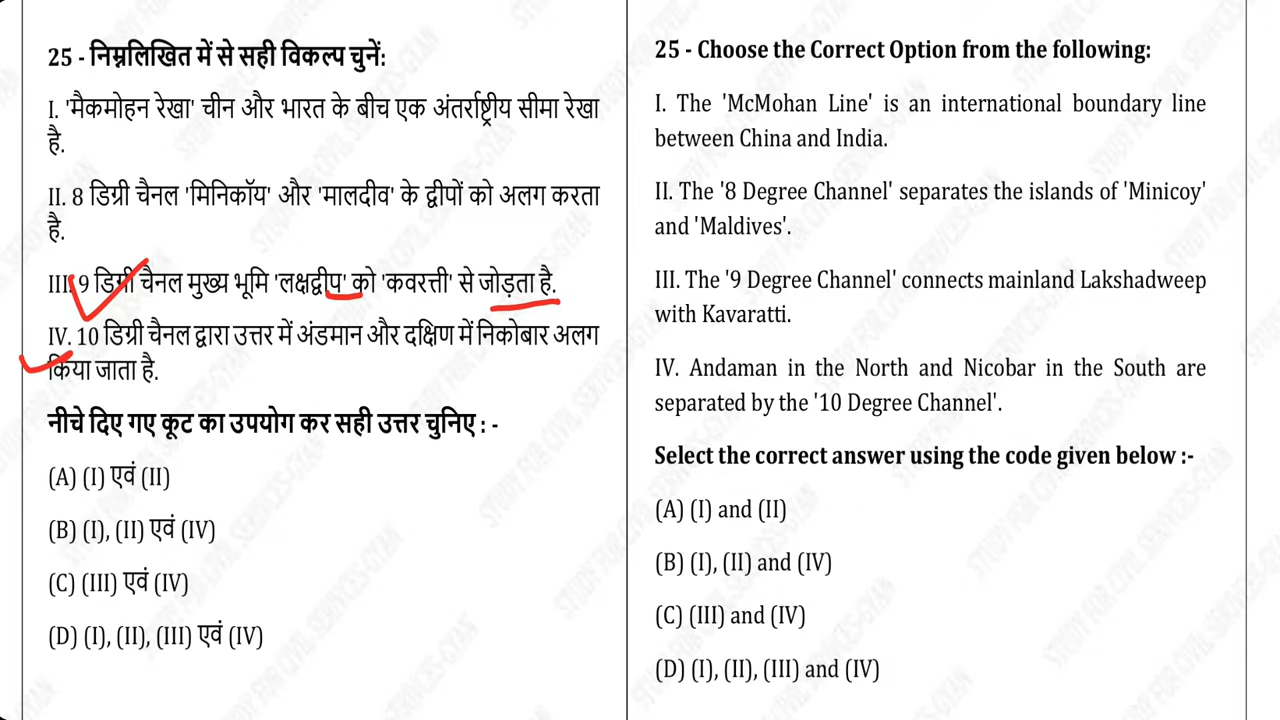 25 - निम्नलिखित में से सही विकल्प चुनें:
I. 'मैकमोहन रेखा' चीन और भारत के बीच एक अंतर्राष्ट्रीय सीमा रेखा
है.
II. 8 डिग्री चैनल 'मिनिकॉय' और 'मालदीव' के द्वीपों को अलग करता
है.
III. 9 डिग्री चैनल मुख्य भूमि 'लक्षद्वीप' को 'कवरत्ती' से जोड़ता है.
IV. 10 डिग्री चैनल द्वारा उत्तर में अंडमान और दक्षिण में निकोबार अलग
किया जाता है.
नीचे दिए गए कूट का उपयोग कर सही उत्तर चुनिए : -
(A) (I) एवं (II)
(B) (I), (II) एवं (IV)
(C) (III) एवं (IV)
(D) (I), (II), (III) एवं (IV)
25 - Choose the Correct Option from the following:
I. The 'McMohan Line' is an international boundary line
between China and India.
II. The '8 Degree Channel' separates the islands of 'Minicoy'
and 'Maldives'.
III. The '9 Degree Channel' connects mainland Lakshadweep
with Kavaratti.
IV. Andaman in the North and Nicobar in the South are
separated by the '10 Degree Channel'.
Select the correct answer using the code given below :-
(A) (I) and (II)
(B) (I), (II) and (IV)
(C) (III) and (IV)
(D) (I), (II), (III) and (IV)
STUDY FOR CIVIL SERVICES-GYAN